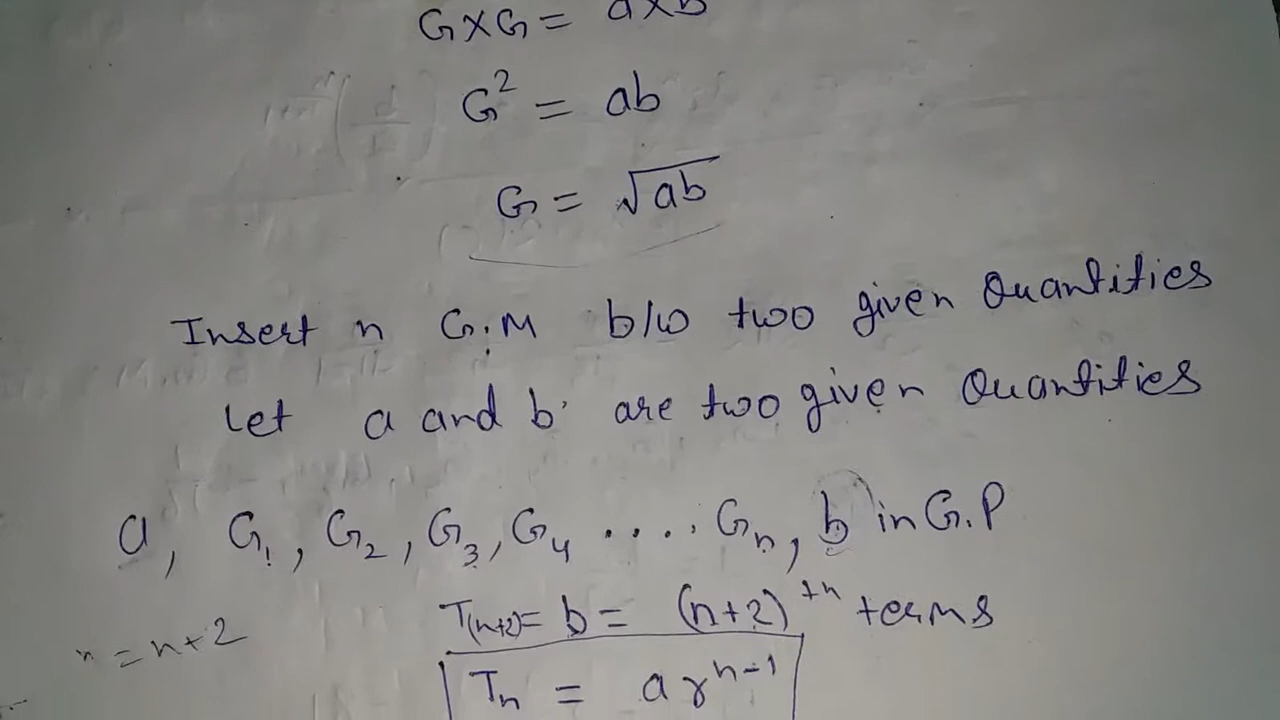 G×G = a×b
G² = ab
G = √ab
Insert n G.M b/w two given Quantities
Let a and b are two given Quantities
a, G₁, G₂, G₃, G₄ ..... Gₙ, b in G.P
T(n+2) = b = (n+2)ᵗʰ terms
n = n+2
Tₙ = arⁿ⁻¹